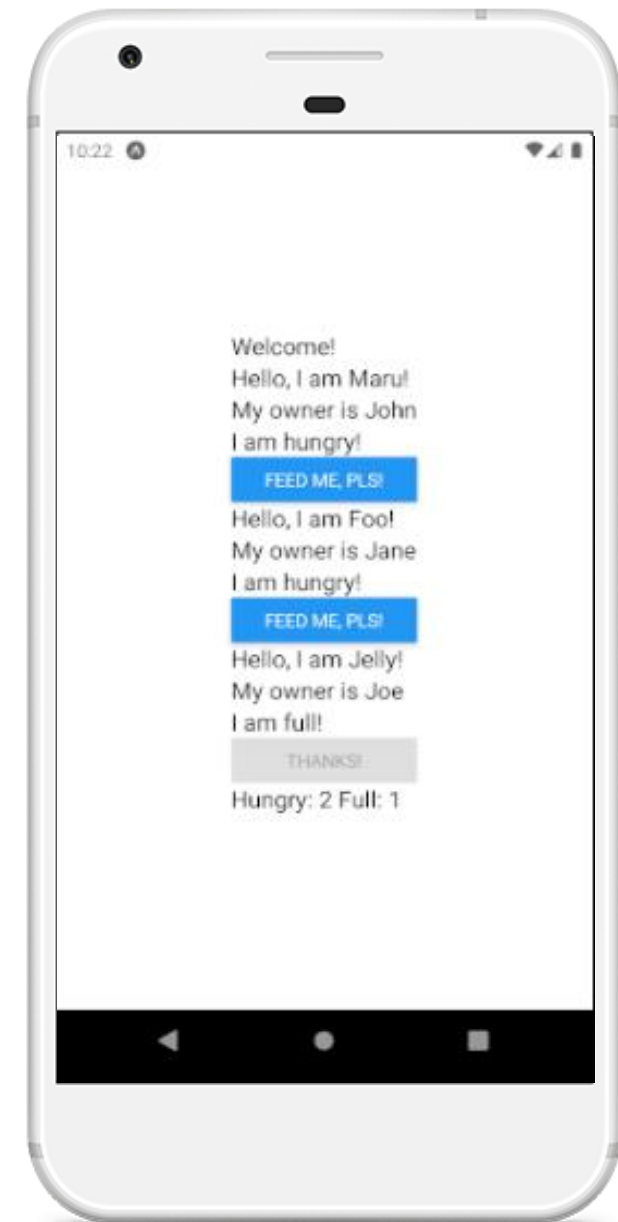 10:22
Welcome!
Hello, I am Maru!
My owner is John
I am hungry!
FEED ME, PLS!
Hello, I am Foo!
My owner is Jane
I am hungry!
FEED ME, PLS!
Hello, I am Jelly!
My owner is Joe
I am full!
THANKS!
Hungry: 2 Full: 1